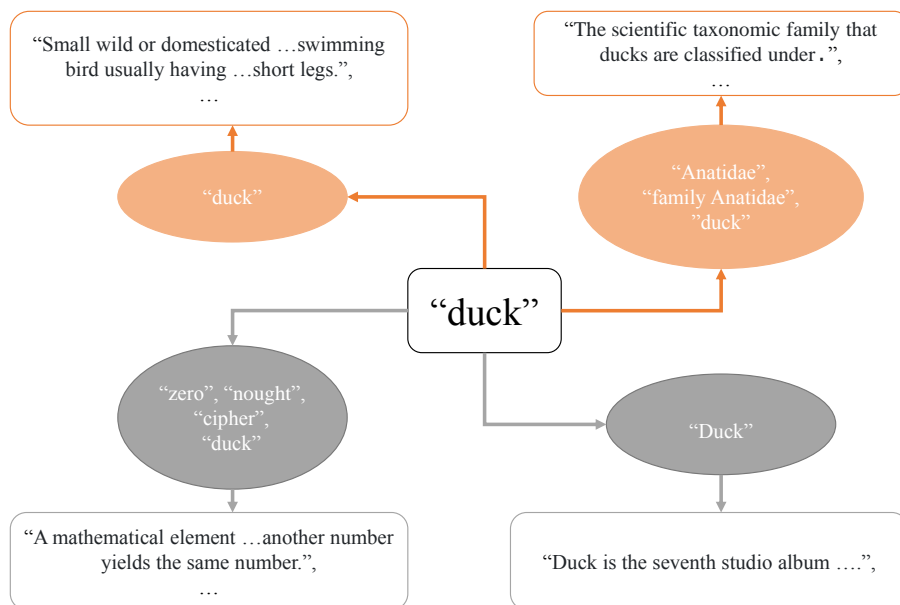 “Small wild or domesticated …swimming
bird usually having …short legs.”,
…
“The scientific taxonomic family that
ducks are classified under.”,
…
“duck”
“Anatidae”,
“family Anatidae”,
”duck”
“duck”
“zero”, “nought”,
“cipher”,
“duck”
“Duck”
“A mathematical element …another number
yields the same number.”,
…
“Duck is the seventh studio album ….”,